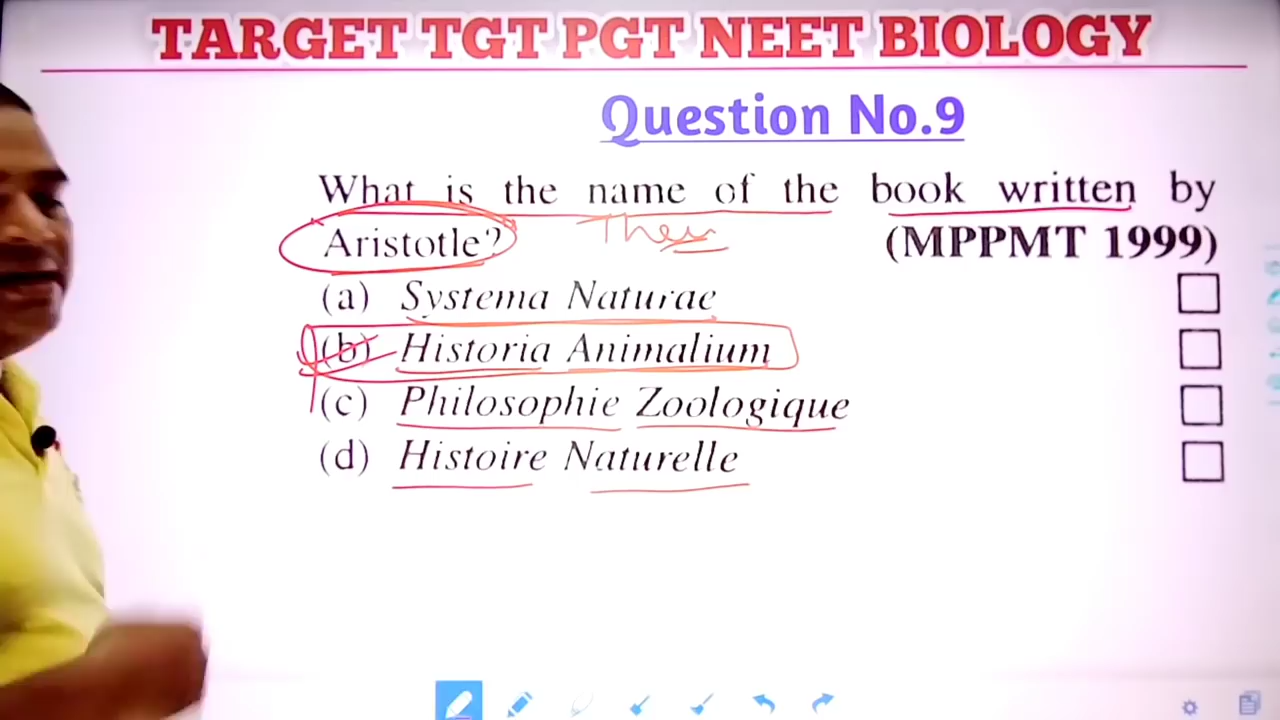 TARGET TGT PGT NEET BIOLOGY
Question No.9
What is the name of the book written by
Aristotle?
(MPPMT 1999)
(a) Systema Naturae
(b) Historia Animalium
(c) Philosophie Zoologique
(d) Histoire Naturelle